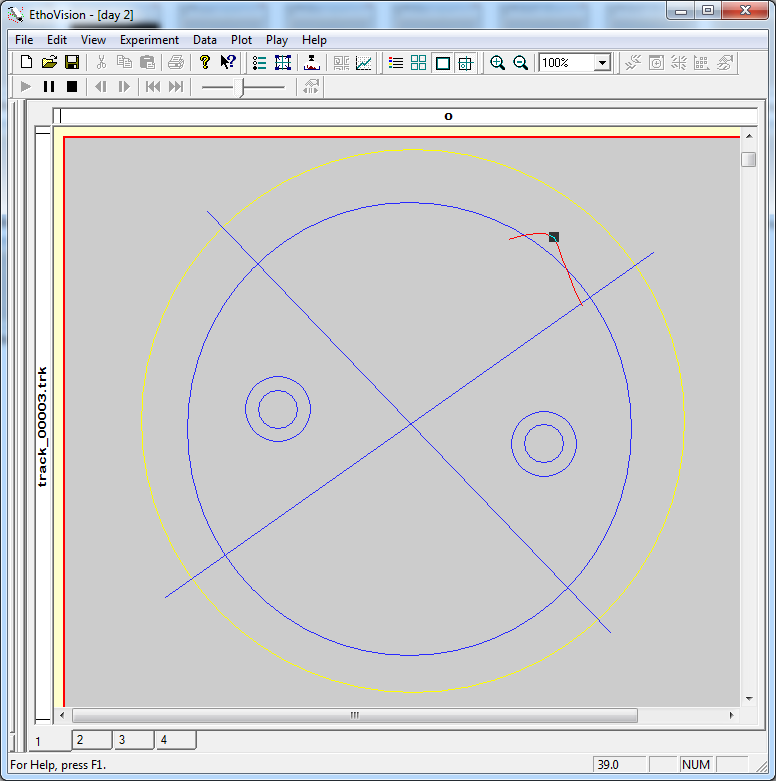 EthoVision - [day 2]
File Edit View Experiment Data Plot Play Help
100%
o
track_00003.trk
1 2 3 4
For Help, press F1.
39.0 NUM